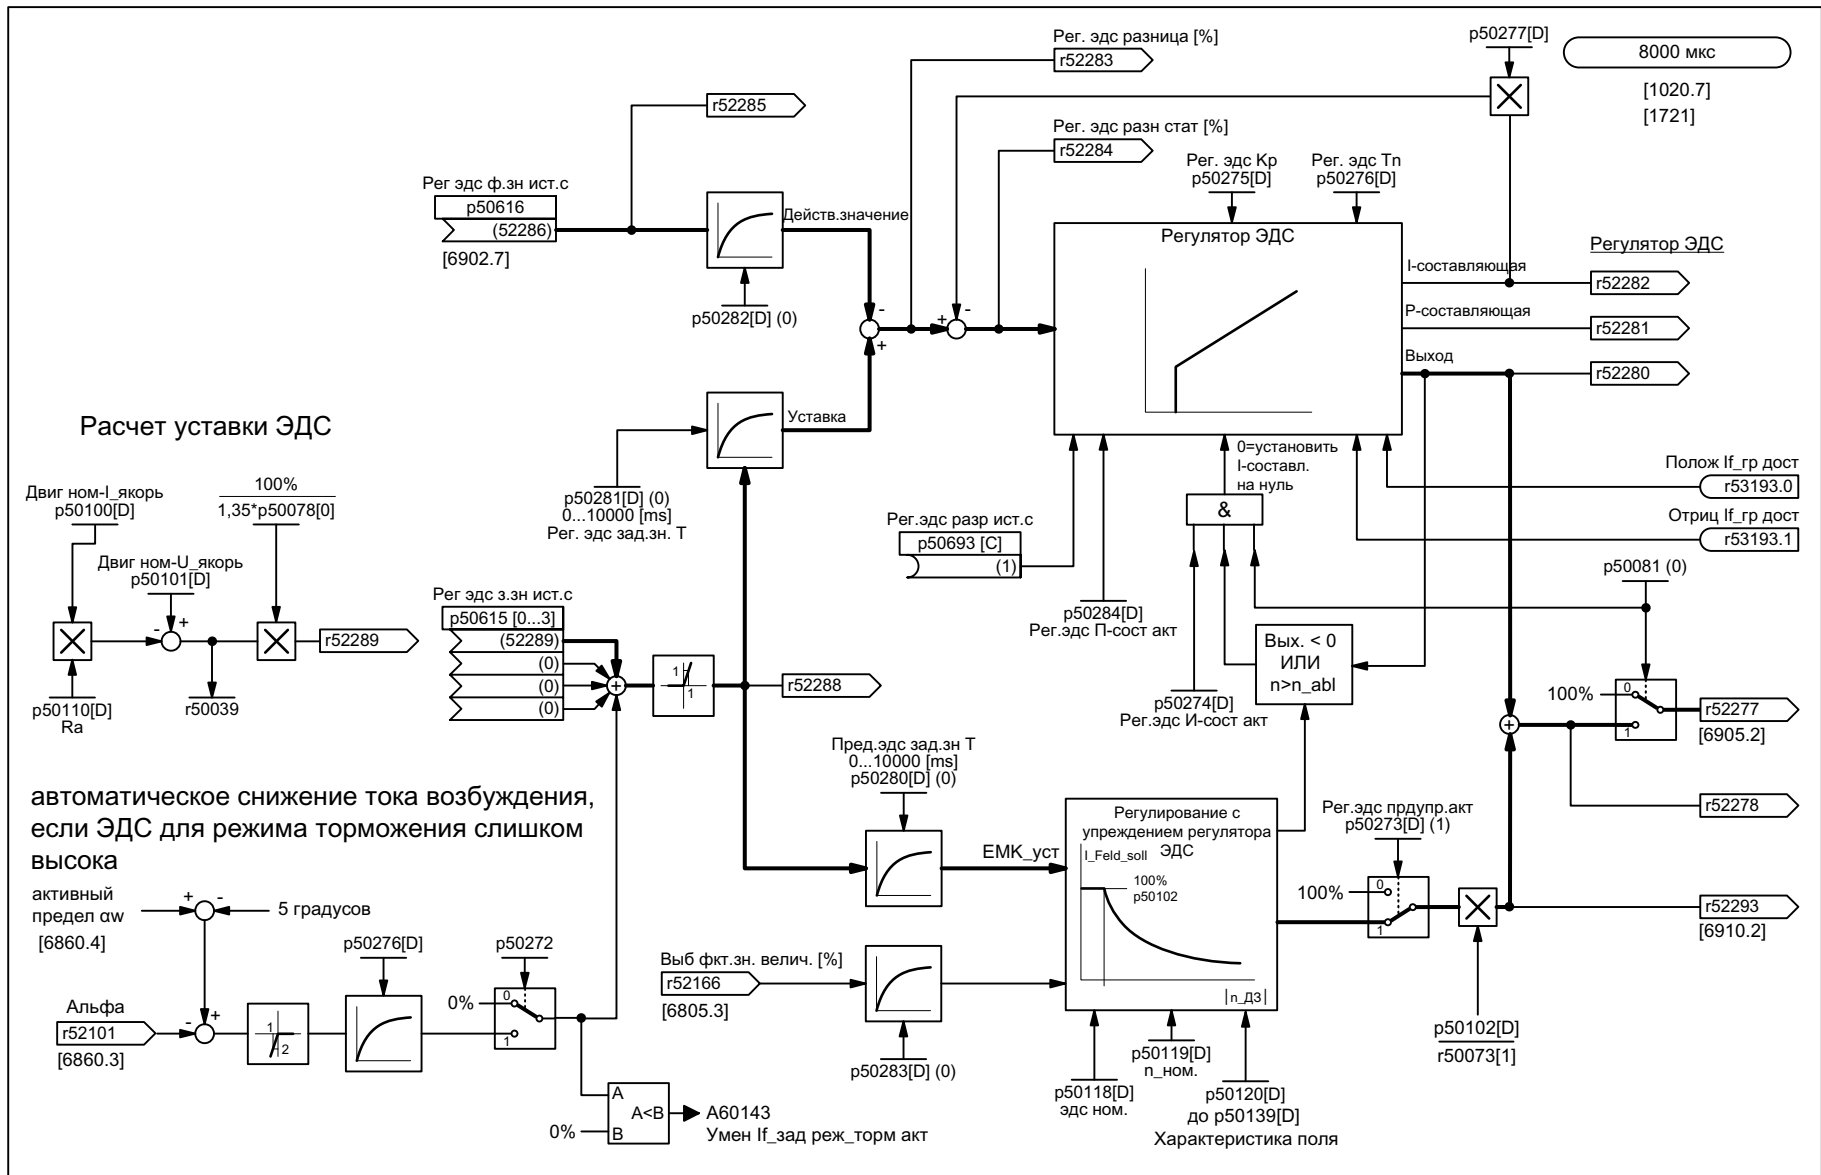 Рег. эдс разница [%]
r52283
p50277[D]
8000 мкс
[1020.7]
[1721]
r52285
Рег. эдс разн стат [%]
r52284
Рег. эдс Kp
p50275[D]
Рег. эдс Tn
p50276[D]
Рег эдс ф.зн ист.с
p50616
(52286)
[6902.7]
Действ.значение
p50282[D] (0)
-
+
+
-
Регулятор ЭДС
Регулятор ЭДС
I-составляющая
r52282
P-составляющая
r52281
Выход
r52280
Уставка
p50281[D] (0)
0...10000 [ms]
Рег. эдс зад.зн. T
0=установить
I-составл.
на нуль
&
Полож If_гр дост
r53193.0
Отриц If_гр дост
r53193.1
Рег.эдс разр ист.с
p50693 [C]
(1)
p50284[D]
Рег.эдс П-сост акт
p50274[D]
Рег.эдс И-сост акт
Вых. < 0
ИЛИ
n>n_abl
p50081 (0)
100%
0
1
r52277
[6905.2]
r52278
Расчет уставки ЭДС
Двиг ном-I_якорь
p50100[D]
100%
1,35*p50078[0]
Двиг ном-U_якорь
p50101[D]
-
+
r52289
p50110[D]
Ra
r50039
Рег эдс з.зн ист.с
p50615 [0...3]
(52289)
(0)
(0)
(0)
+
1
1
r52288
Пред.эдс зад.зн T
0...10000 [ms]
p50280[D] (0)
EMK_уст
Регулирование с
упреждением регулятора
ЭДС
I_Feld_soll
100%
p50102
|n_ДЗ|
Рег.эдс прдупр.акт
p50273[D] (1)
100%
0
1
+
r52293
[6910.2]
p50102[D]
r50073[1]
Выб фкт.зн. велич. [%]
r52166
[6805.3]
p50283[D] (0)
p50118[D]
эдс ном.
p50119[D]
n_ном.
p50120[D]
до p50139[D]
Характеристика поля
автоматическое снижение тока возбуждения,
если ЭДС для режима торможения слишком
высока
активный
предел αw
[6860.4]
+
-
5 градусов
Альфа
r52101
[6860.3]
-
+
1
2
p50276[D]
p50272
0%
0
1
A
A<B
B
0%
A60143
Умен If_зад реж_торм акт